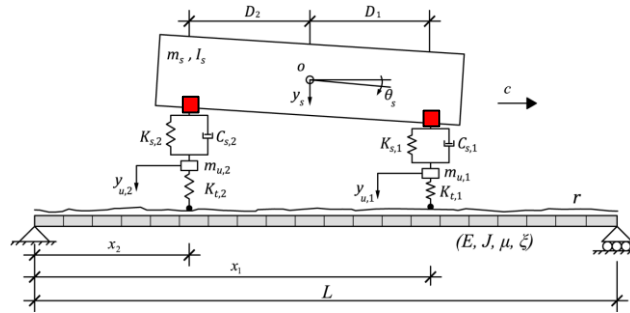 D₂ D₁
mₛ , Iₛ
o
yₛ θₛ
c
Kₛ,₂ Cₛ,₂ Kₛ,₁ Cₛ,₁
mᵤ,₂ mᵤ,₁
yᵤ,₂ Kₜ,₂ yᵤ,₁ Kₜ,₁
r
(E, J, μ, ξ)
x₂
x₁
L